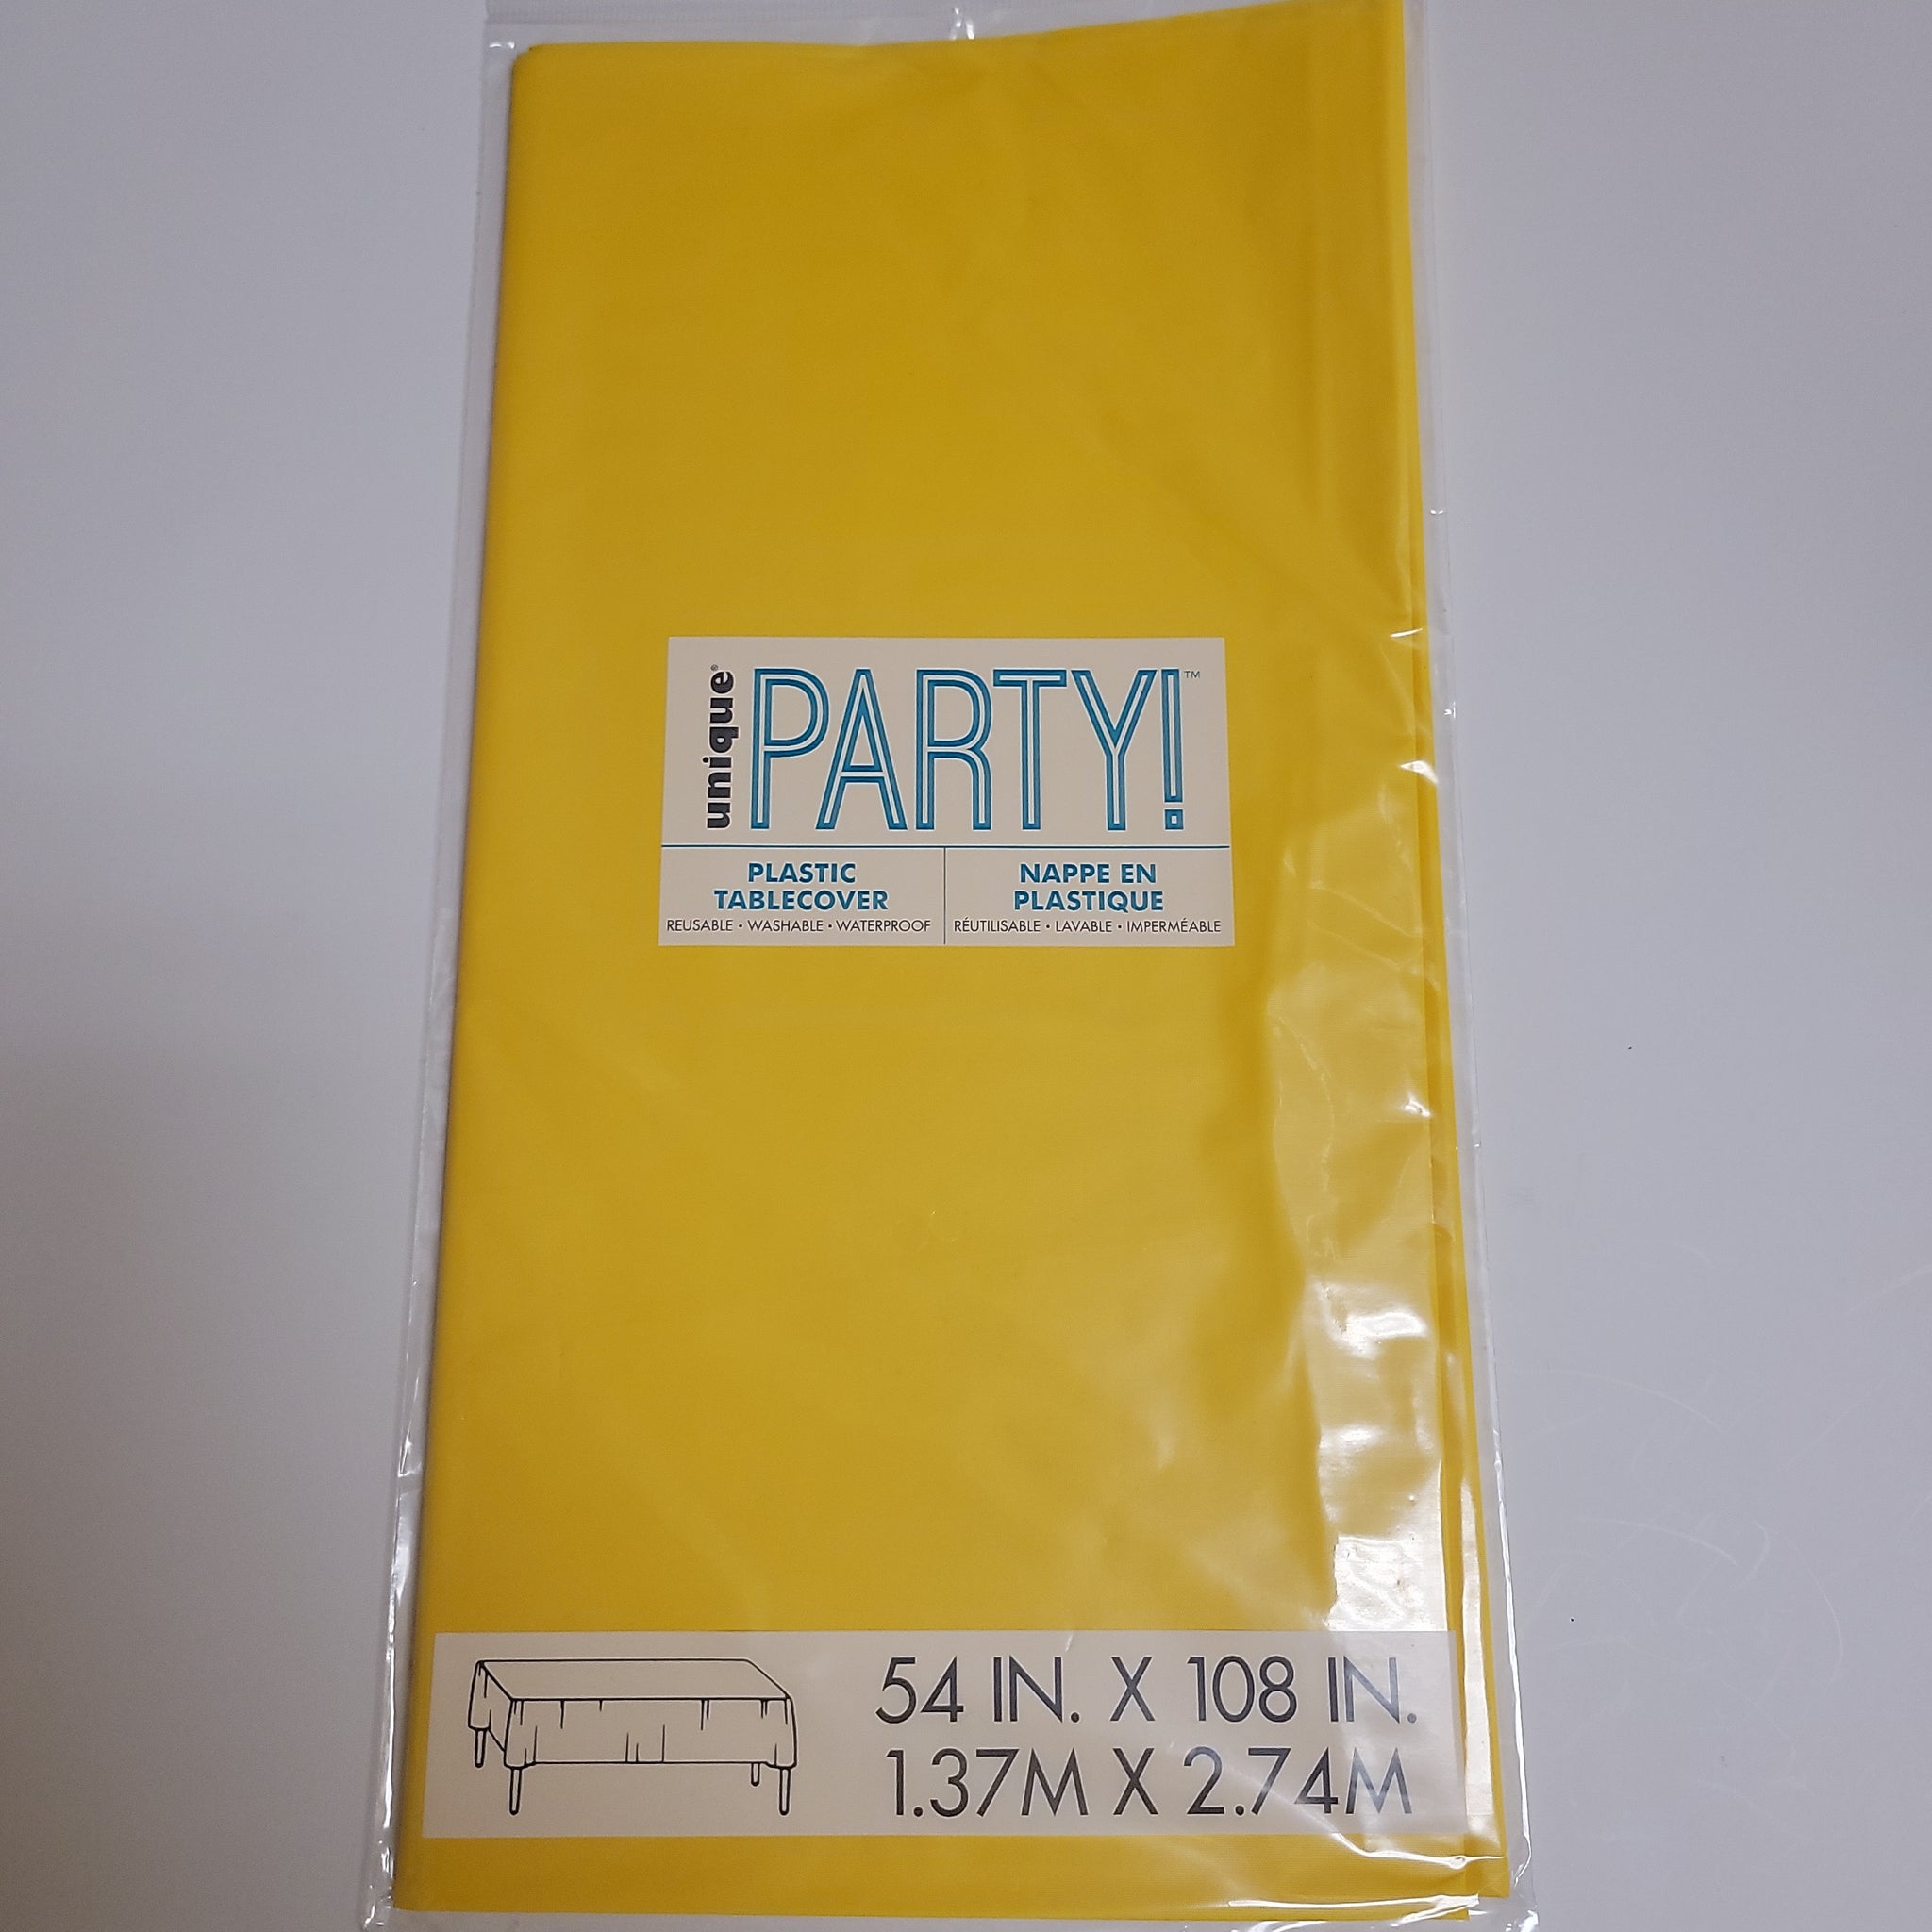 unique® PARTY!™
PLASTIC
TABLECOVER
REUSABLE • WASHABLE • WATERPROOF
NAPPE EN
PLASTIQUE
RÉUTILISABLE • LAVABLE • IMPERMÉABLE
54 IN. X 108 IN.
1.37M X 2.74M